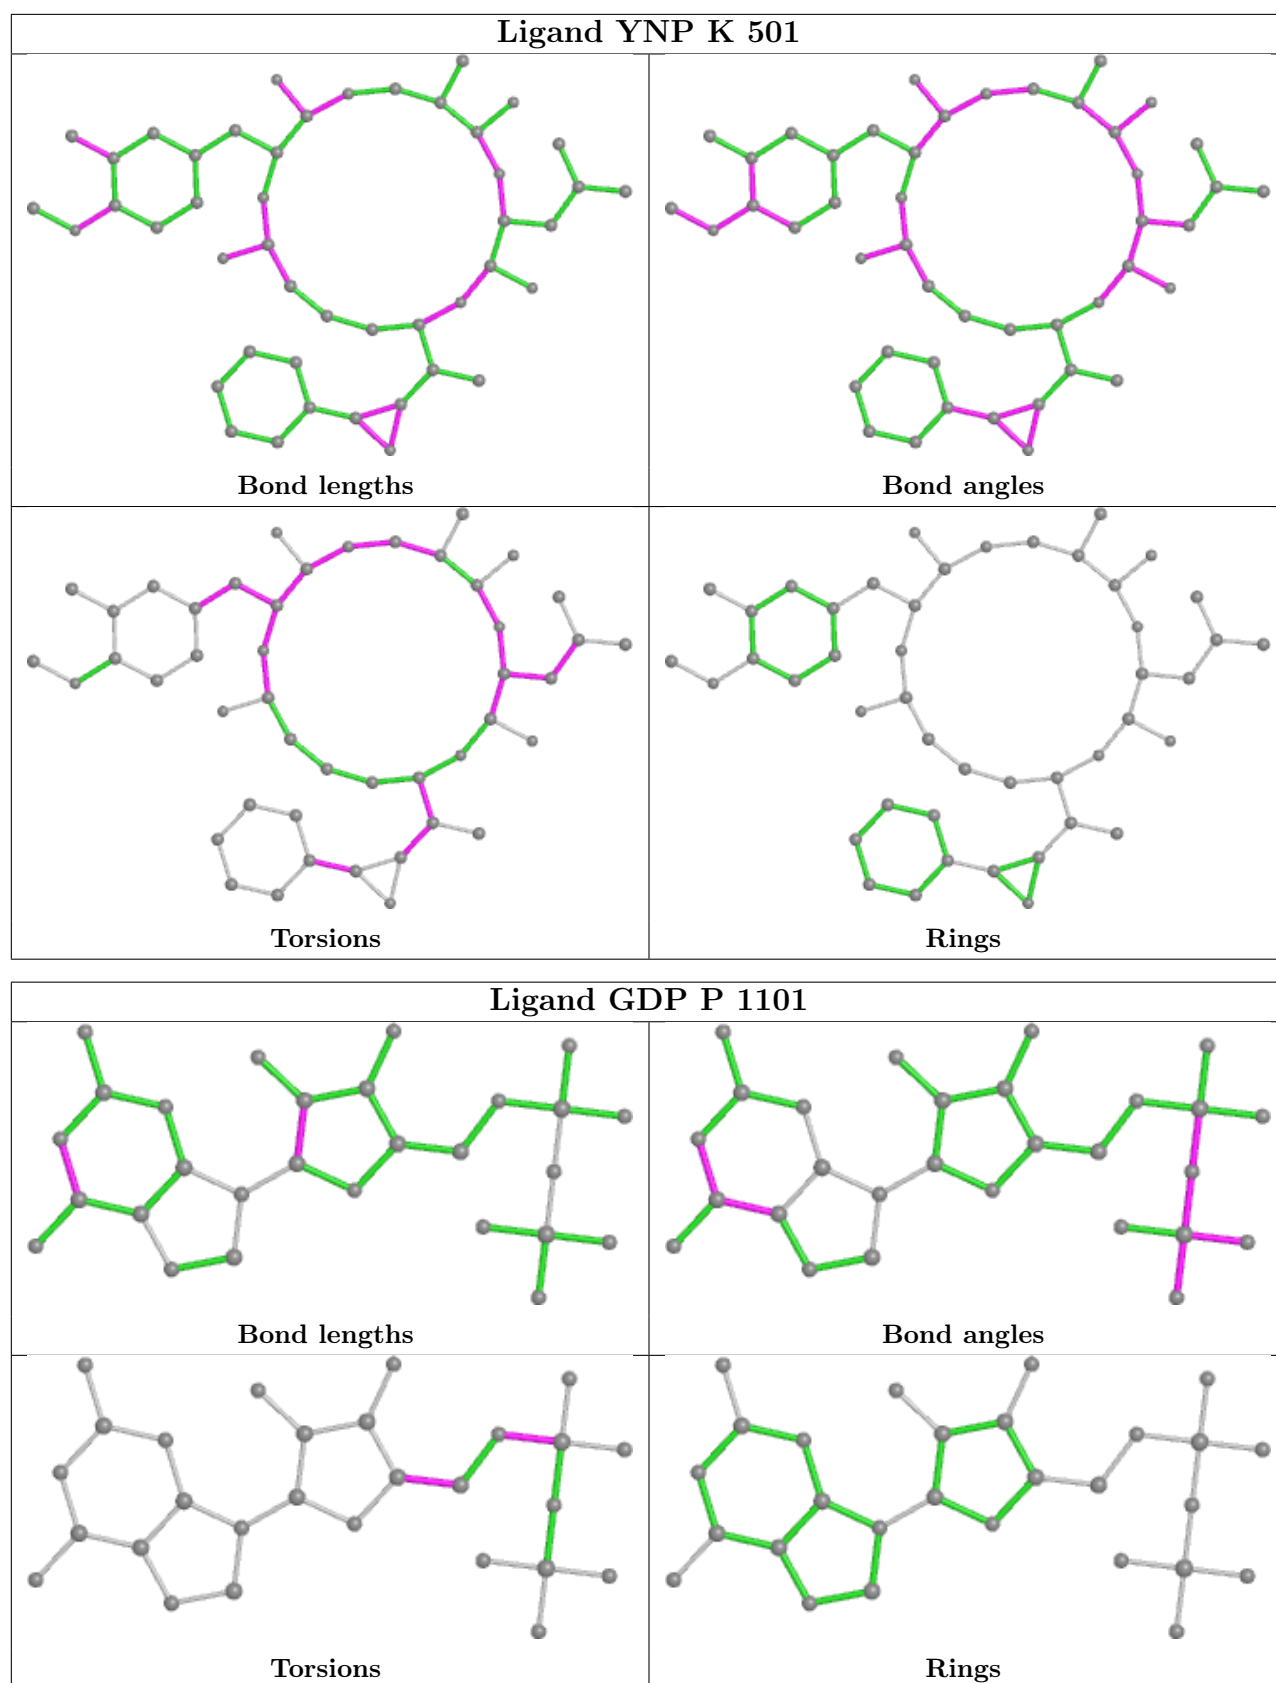 Ligand YNP K 501
Bond lengths
Bond angles
Torsions
Rings
Ligand GDP P 1101
Bond lengths
Bond angles
Torsions
Rings